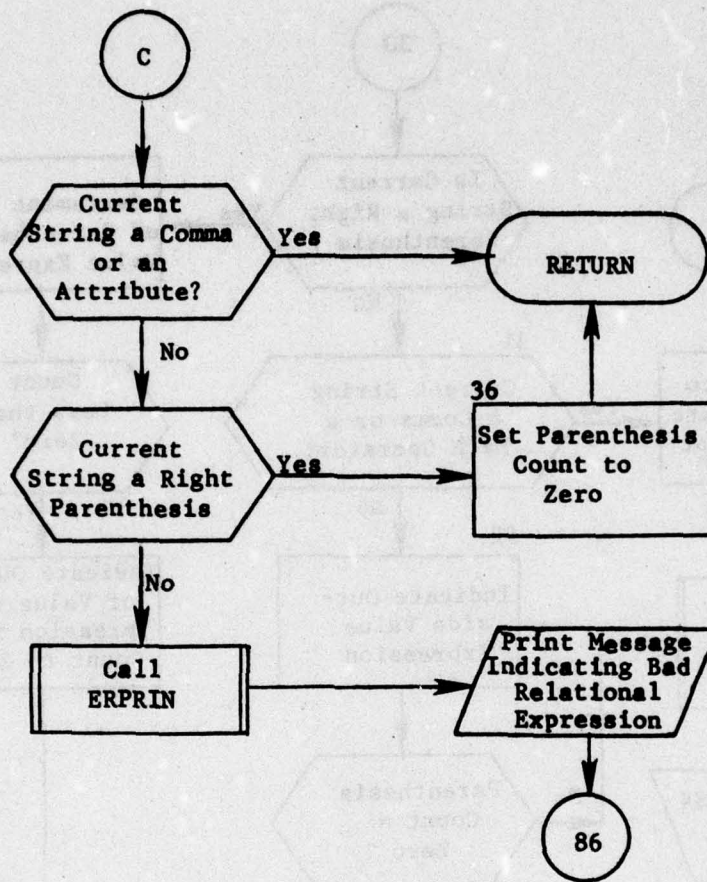 C
Current
String a Comma
or an
Attribute?
Yes
RETURN
No
36
Set Parenthesis
Count to
Zero
Current
String a Right
Parenthesis
Yes
No
Call
ERPRIN
Print Message
Indicating Bad
Relational
Expression
86